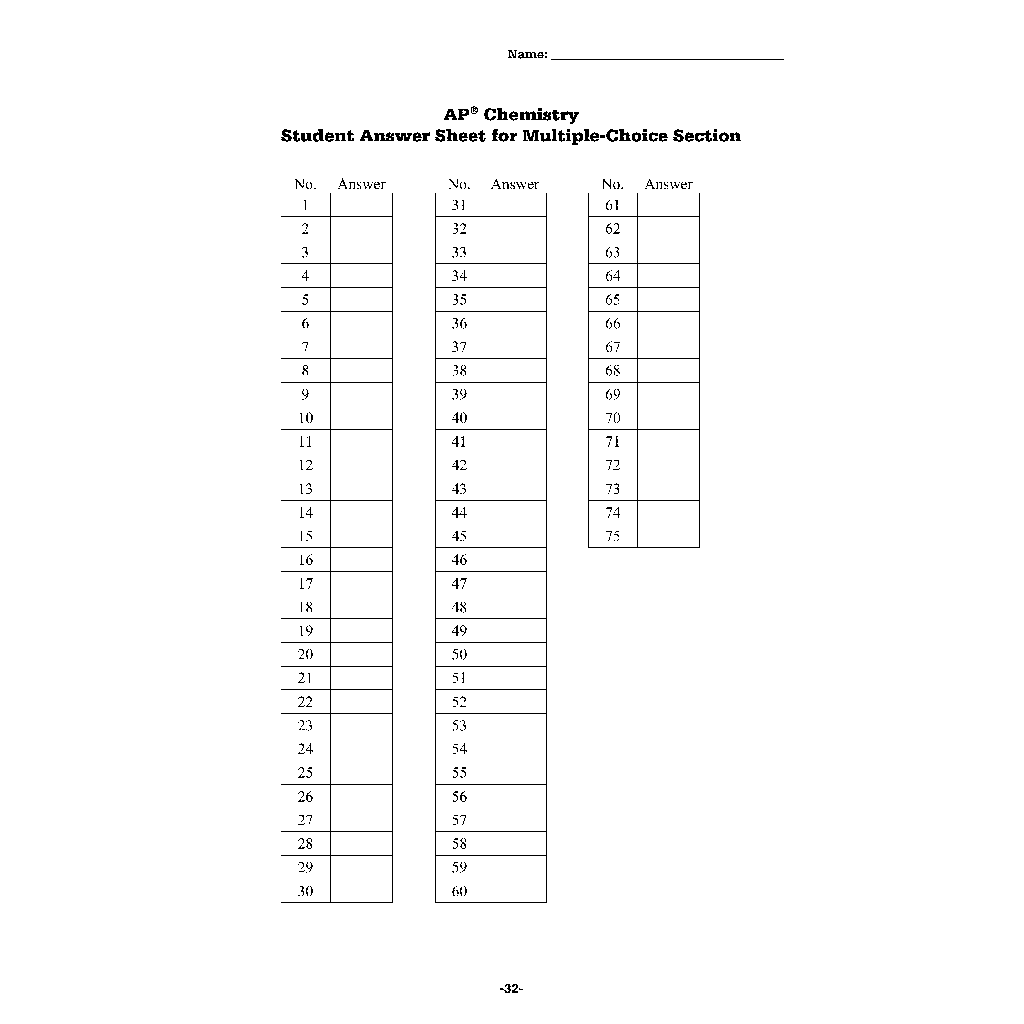 Name:
AP® Chemistry
Student Answer Sheet for Multiple-Choice Section
No. Answer No. Answer No. Answer
1 31 61
2 32 62
3 33 63
4 34 64
5 35 65
6 36 66
7 37 67
8 38 68
9 39 69
10 40 70
11 41 71
12 42 72
13 43 73
14 44 74
15 45 75
16 46
17 47
18 48
19 49
20 50
21 51
22 52
23 53
24 54
25 55
26 56
27 57
28 58
29 59
30 60
-32-